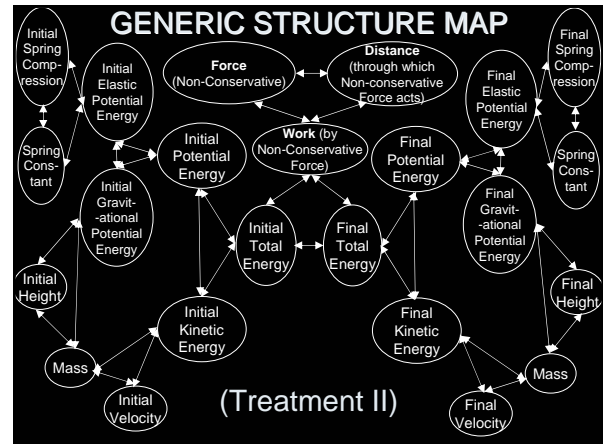 GENERIC STRUCTURE MAP
Initial
Spring
Comp-
ression
Spring
Cons-
tant
Initial
Elastic
Potential
Energy
Initial
Gravit-
-ational
Potential
Energy
Initial
Height
Mass
Initial
Velocity
Initial
Potential
Energy
Initial
Kinetic
Energy
Force
(Non-Conservative)
Distance
(through which
Non-conservative
Force acts)
Work (by
Non-Conservative
Force)
Initial
Total
Energy
Final
Total
Energy
Final
Potential
Energy
Final
Kinetic
Energy
Final
Elastic
Potential
Energy
Final
Gravit-
-ational
Potential
Energy
Final
Spring
Comp-
ression
Spring
Cons-
tant
Final
Height
Mass
Final
Velocity
(Treatment II)